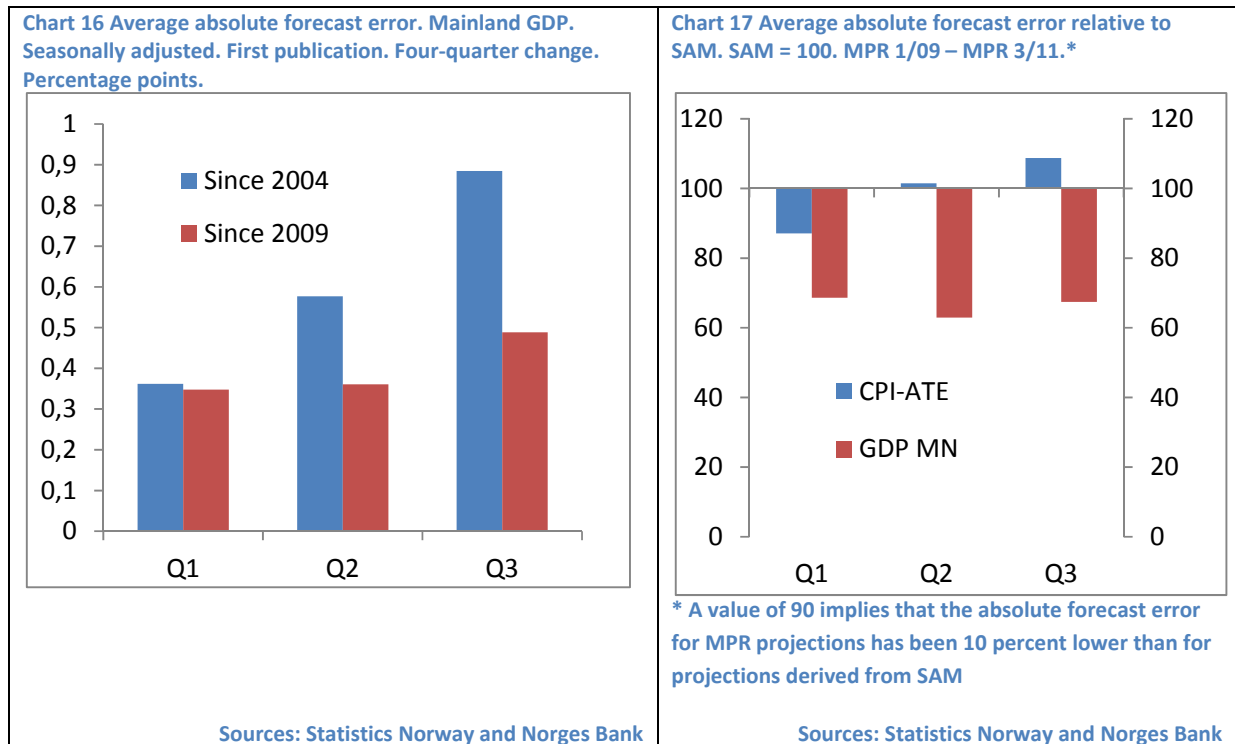 Chart 16 Average absolute forecast error. Mainland GDP.
Seasonally adjusted. First publication. Four-quarter change.
Percentage points.
1
0,9
0,8
0,7
0,6
0,5
0,4
0,3
0,2
0,1
0
Since 2004
Since 2009
Q1 Q2 Q3
Sources: Statistics Norway and Norges Bank
Chart 17 Average absolute forecast error relative to
SAM. SAM = 100. MPR 1/09 – MPR 3/11.*
120 120
100 100
80 80
60 60
40 40
20 20
0 0
CPI-ATE
GDP MN
Q1 Q2 Q3
* A value of 90 implies that the absolute forecast error
for MPR projections has been 10 percent lower than for
projections derived from SAM
Sources: Statistics Norway and Norges Bank